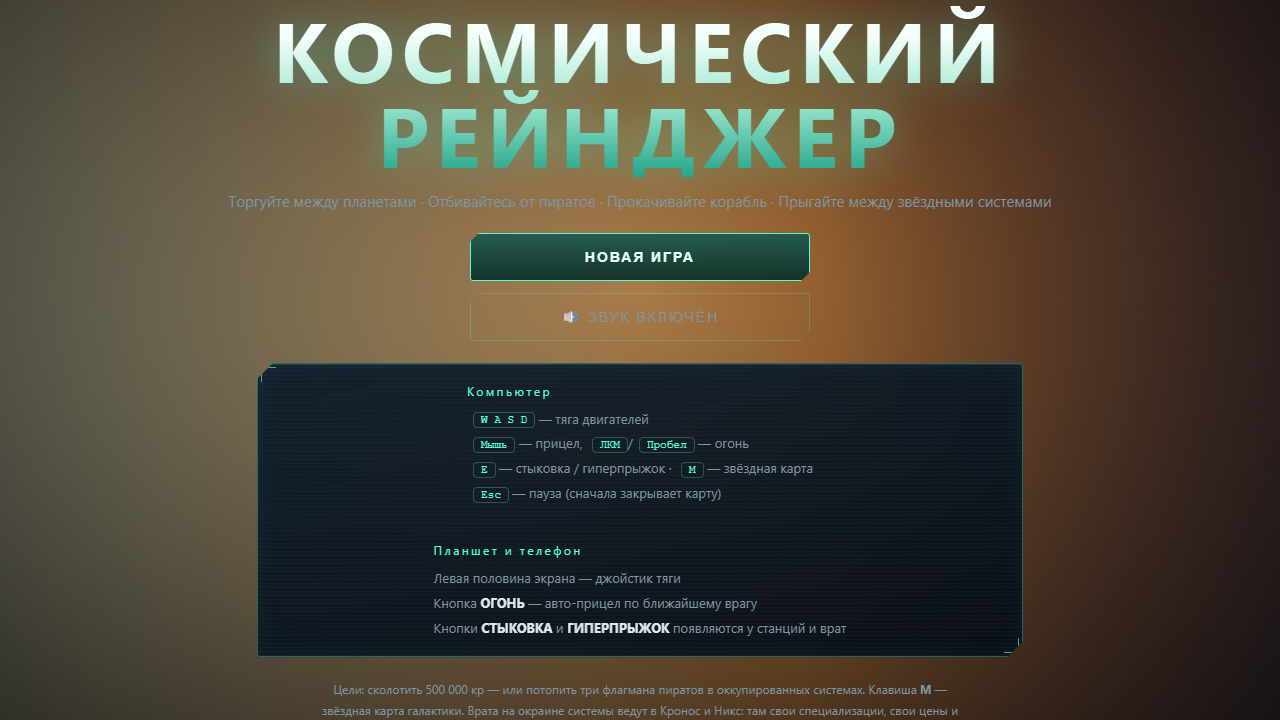 КОСМИЧЕСКИЙ
РЕЙНДЖЕР
Торгуйте между планетами · Отбивайтесь от пиратов · Прокачивайте корабль · Прыгайте между звёздными системами
НОВАЯ ИГРА
🔊 ЗВУК ВКЛЮЧЁН
Компьютер
W A S D — тяга двигателей
Мышь — прицел, ЛКМ / Пробел — огонь
E — стыковка / гиперпрыжок · M — звёздная карта
Esc — пауза (сначала закрывает карту)
Планшет и телефон
Левая половина экрана — джойстик тяги
Кнопка ОГОНЬ — авто-прицел по ближайшему врагу
Кнопки СТЫКОВКА и ГИПЕРПРЫЖОК появляются у станций и врат
Цели: сколотить 500 000 кр — или потопить три флагмана пиратов в оккупированных системах. Клавиша M —
звёздная карта галактики. Врата на окраине системы ведут в Кронос и Никс: там свои специализации, свои цены и